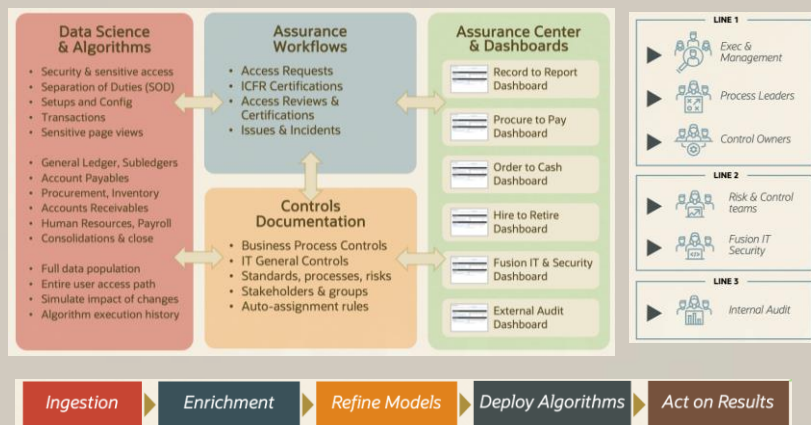 Data Science
& Algorithms
• Security & sensitive access
• Separation of Duties (SOD)
• Setups and Config
• Transactions
• Sensitive page views
• General Ledger, Subledgers
• Account Payables
• Procurement, Inventory
• Accounts Receivables
• Human Resources, Payroll
• Consolidations & close
• Full data population
• Entire user access path
• Simulate impact of changes
• Algorithm execution history
Assurance
Workflows
• Access Requests
• ICFR Certifications
• Access Reviews &
Certifications
• Issues & Incidents
Controls
Documentation
• Business Process Controls
• IT General Controls
• Standards, processes, risks
• Stakeholders & groups
• Auto-assignment rules
Assurance Center
& Dashboards
Record to Report
Dashboard
Procure to Pay
Dashboard
Order to Cash
Dashboard
Hire to Retire
Dashboard
Fusion IT & Security
Dashboard
External Audit
Dashboard
LINE 1
Exec &
Management
Process Leaders
Control Owners
LINE 2
Risk & Control
teams
Fusion IT
Security
LINE 3
Internal Audit
Ingestion
Enrichment
Refine Models
Deploy Algorithms
Act on Results